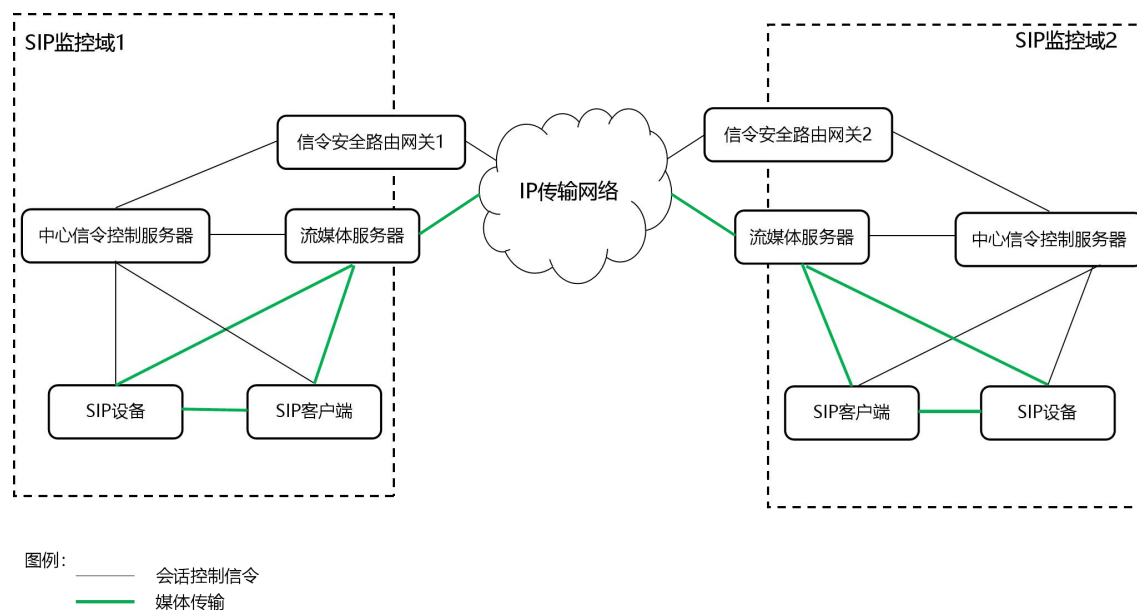 SIP监控域1
SIP监控域2
信令安全路由网关1
信令安全路由网关2
IP传输网络
中心信令控制服务器
流媒体服务器
流媒体服务器
中心信令控制服务器
SIP设备
SIP客户端
SIP客户端
SIP设备
图例：
会话控制信令
媒体传输